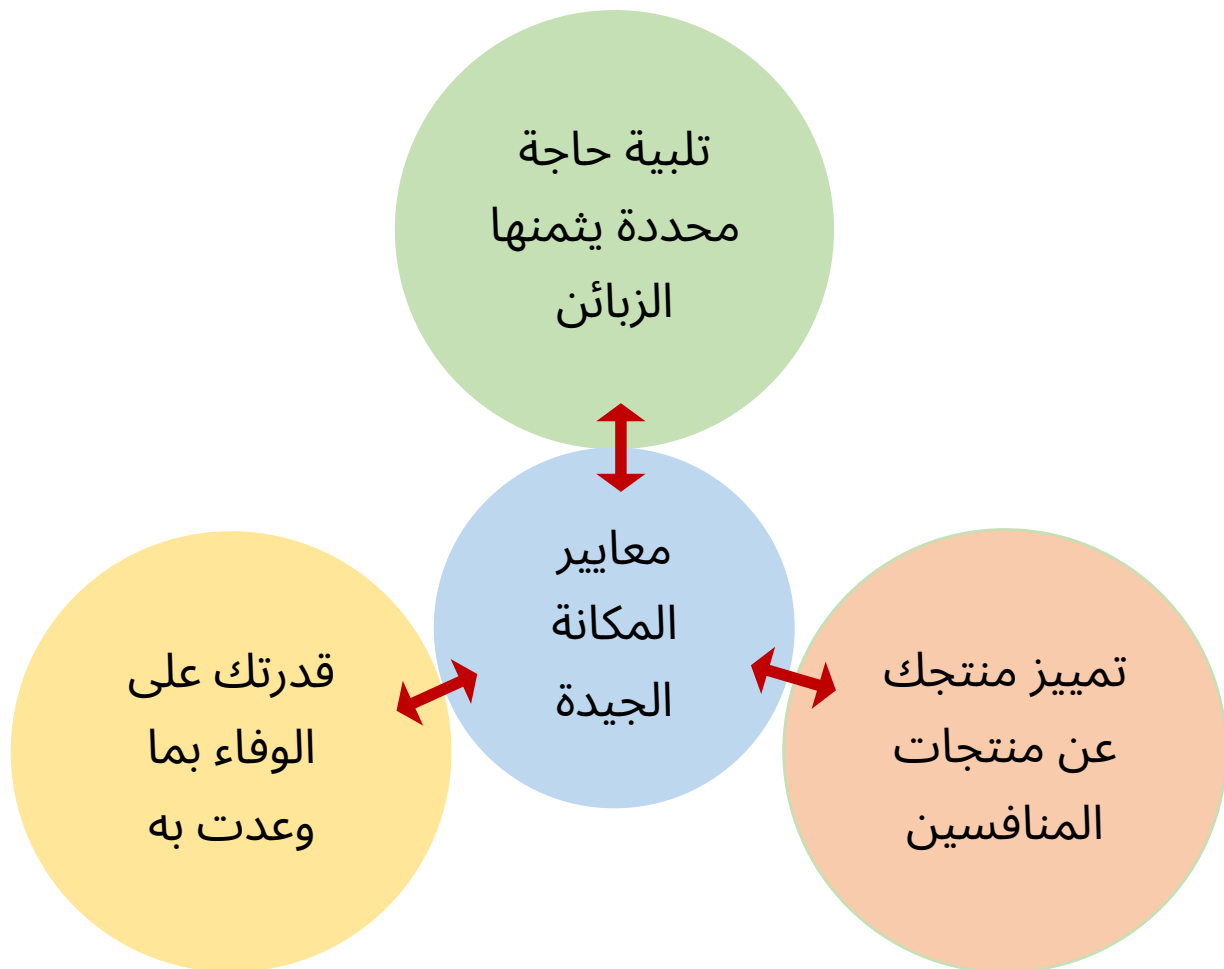 تلبية حاجة
محددة يثمنها
الزبائن
معايير
المكانة
الجيدة
تمييز منتجك
عن منتجات
المنافسين
قدرتك على
الوفاء بما
وعدت به